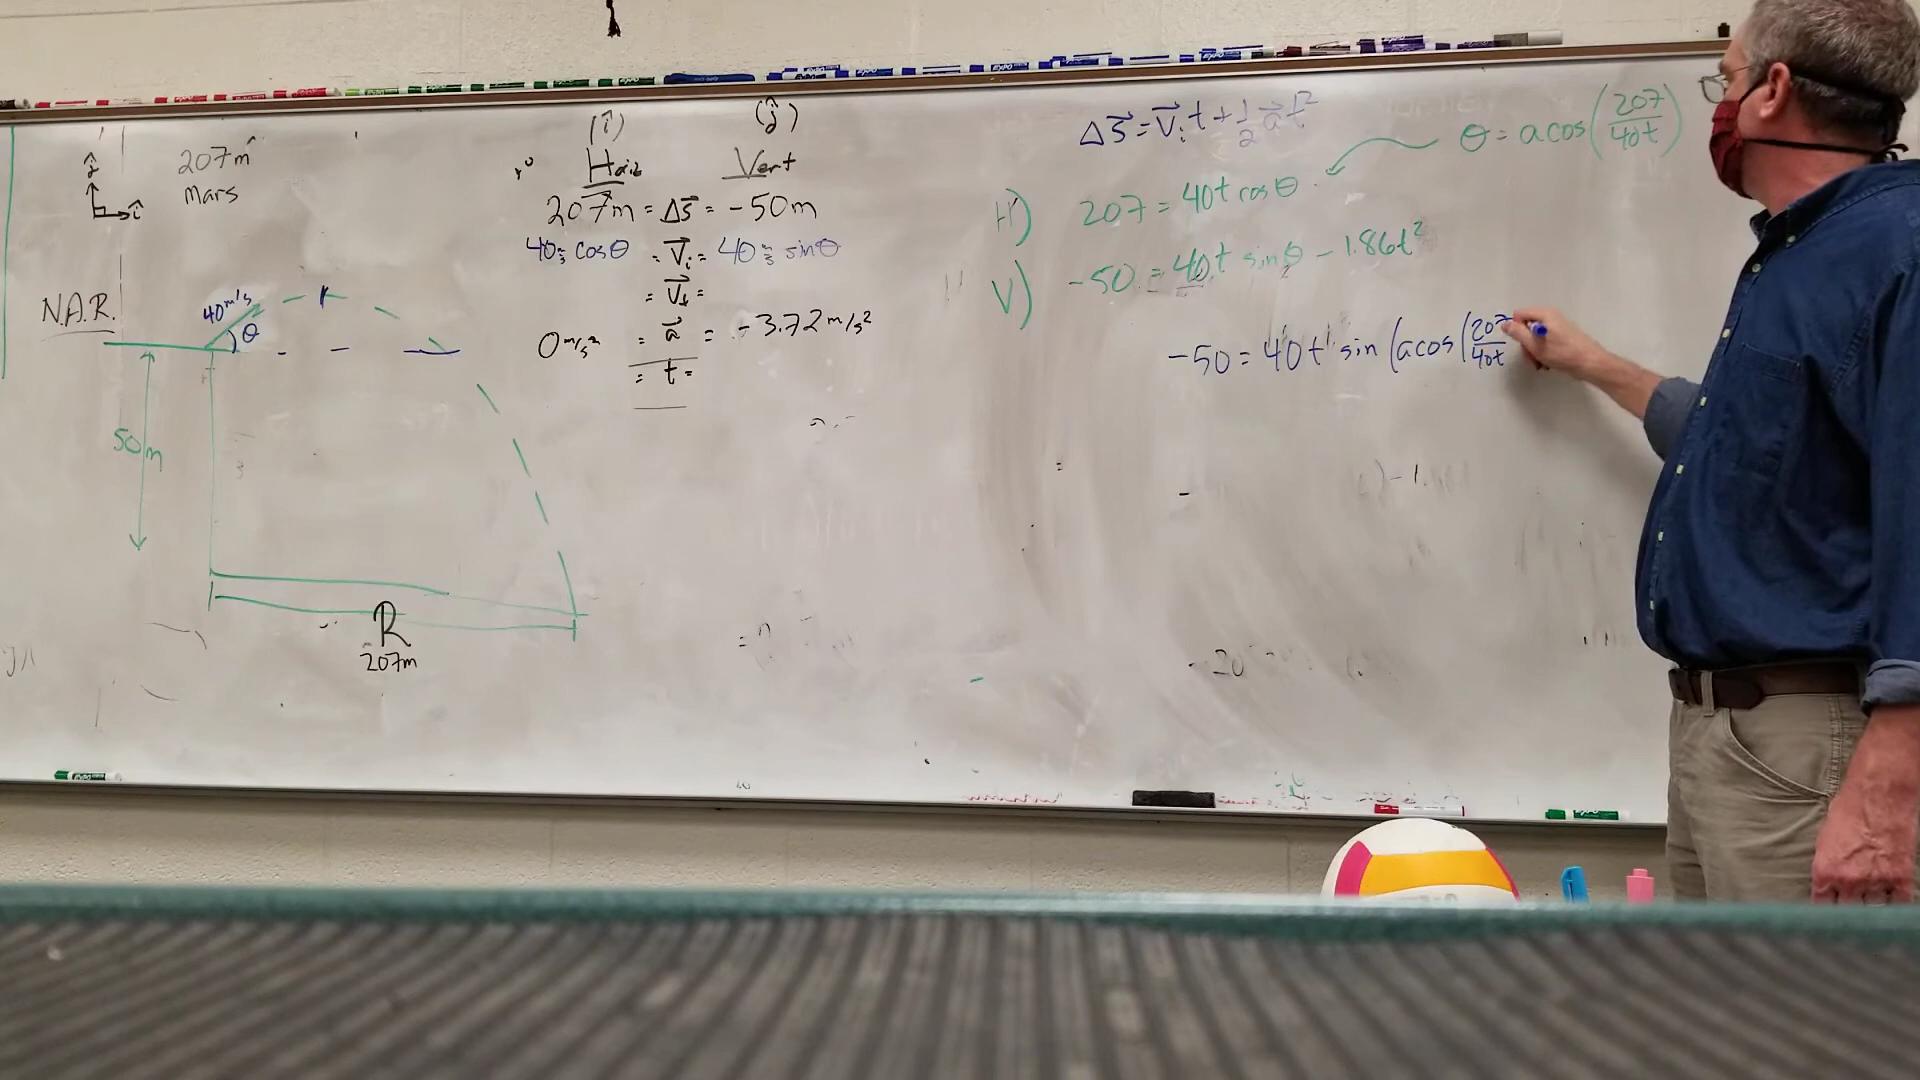 207m
Mars
N.A.R.
40 m/s
θ
50m
R
207m
(î) (ĵ)
Horiz Vert
207m = Δs⃗ = -50m
40 m/s cosθ = V⃗i = 40 m/s sinθ
= V⃗f =
0 m/s² = a⃗ = -3.72 m/s²
= t =
Δs⃗ = V⃗i t + 1/2 a⃗ t²
θ = acos(207/40t)
H) 207 = 40t cosθ
V) -50 = 40t sinθ - 1.86t²
-50 = 40t sin(acos(207/40t